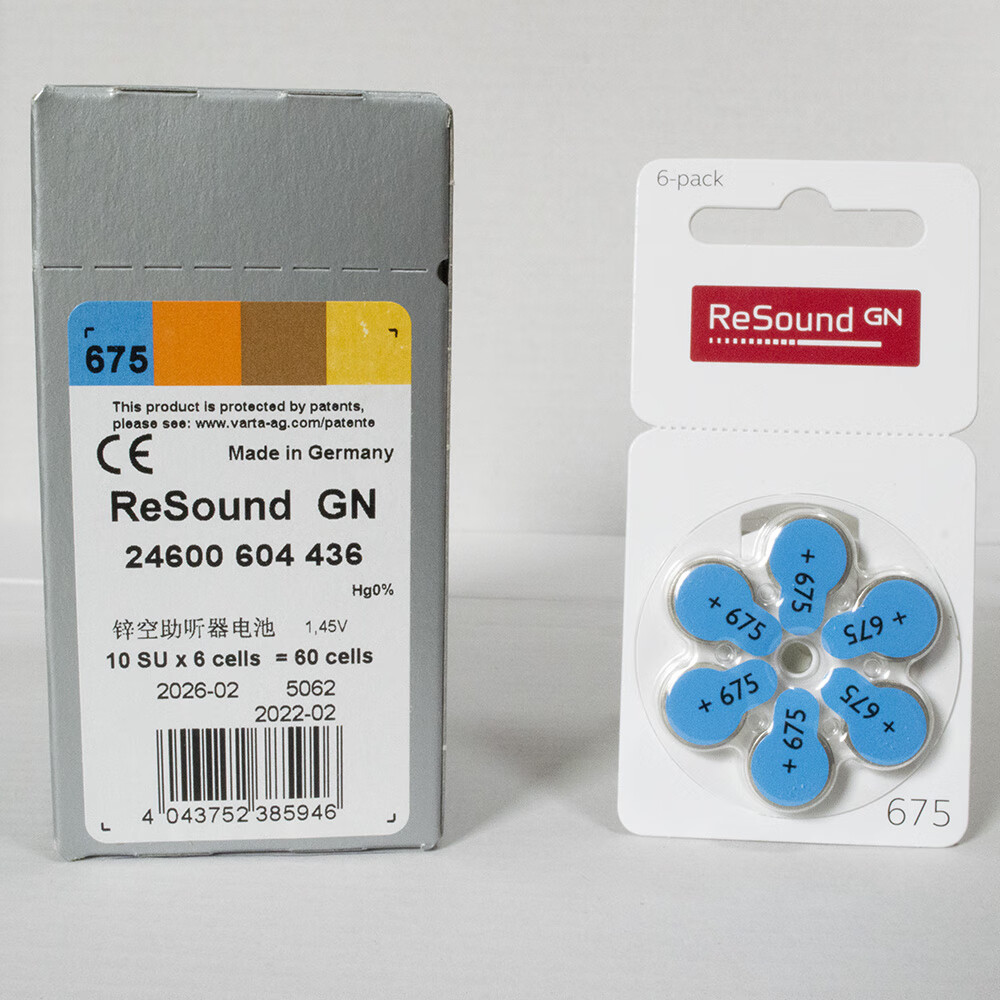 675
This product is protected by patents,
please see: www.varta-ag.com/patente
CE
Made in Germany
ReSound GN
24600 604 436
Hg0%
锌空助听器电池 1,45V
10 SU x 6 cells = 60 cells
2026-02 5062
2022-02
4 043752 385946
6-pack
ReSound GN
+ 675
+ 675
+ 675
+ 675
+ 675
+ 675
675